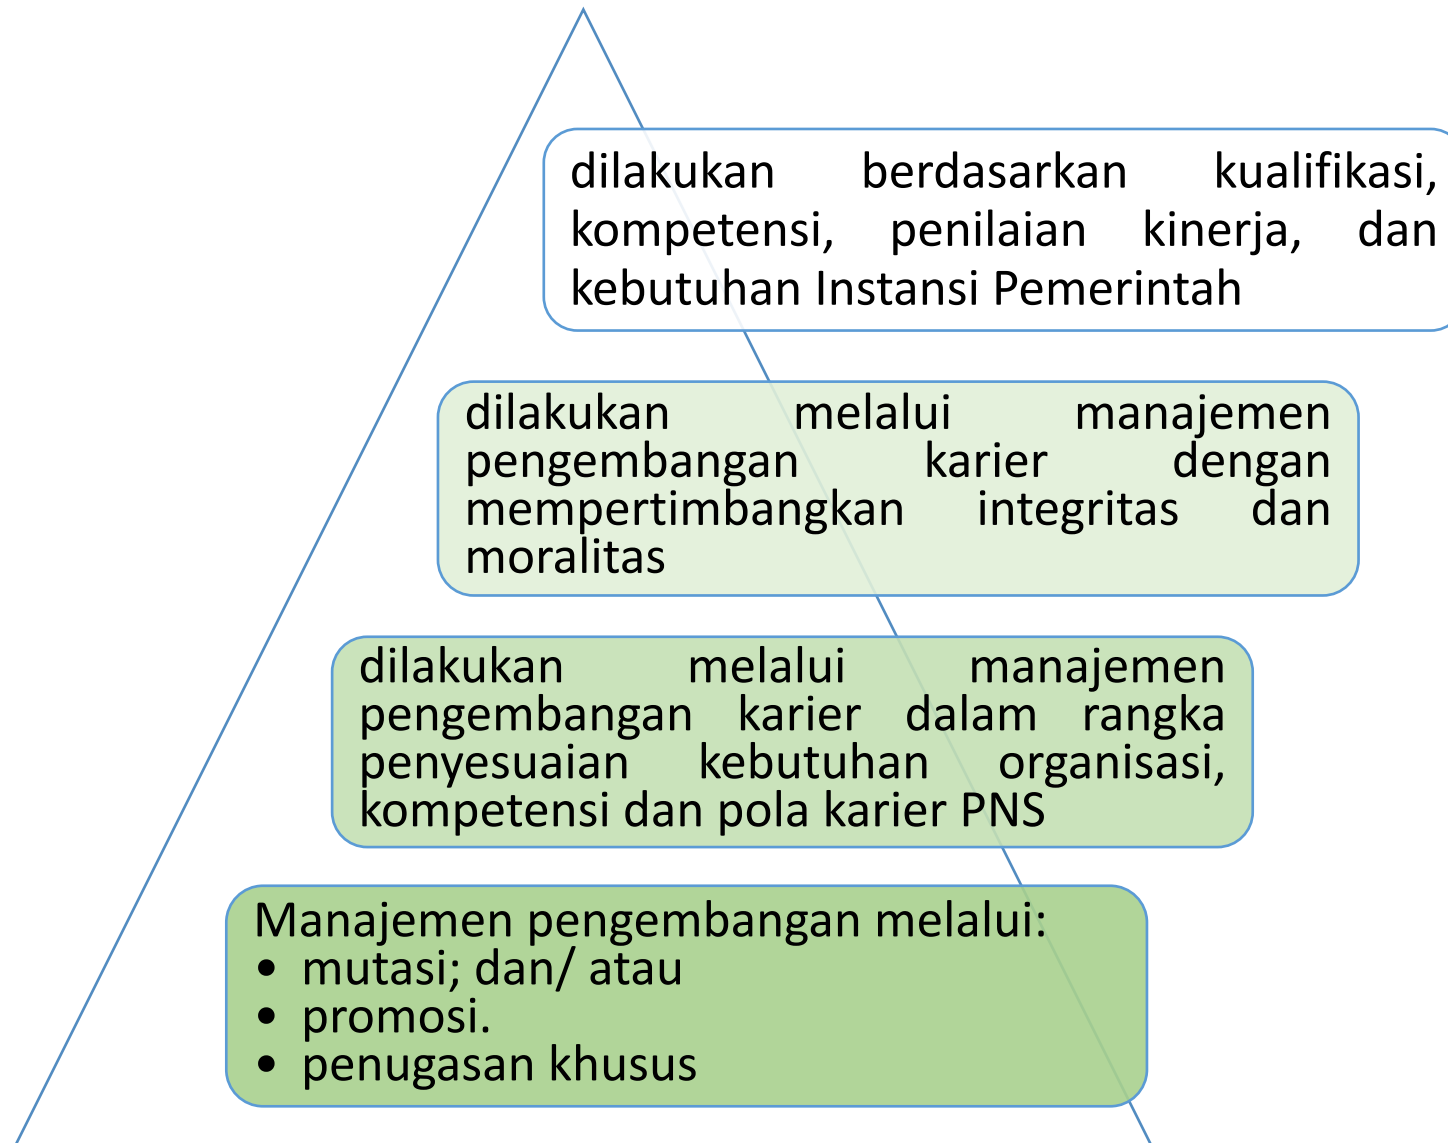 dilakukan berdasarkan kualifikasi,
kompetensi, penilaian kinerja, dan
kebutuhan Instansi Pemerintah
dilakukan melalui manajemen
pengembangan karier dengan
mempertimbangkan integritas dan
moralitas
dilakukan melalui manajemen
pengembangan karier dalam rangka
penyesuaian kebutuhan organisasi,
kompetensi dan pola karier PNS
Manajemen pengembangan melalui:
• mutasi; dan/ atau
• promosi.
• penugasan khusus